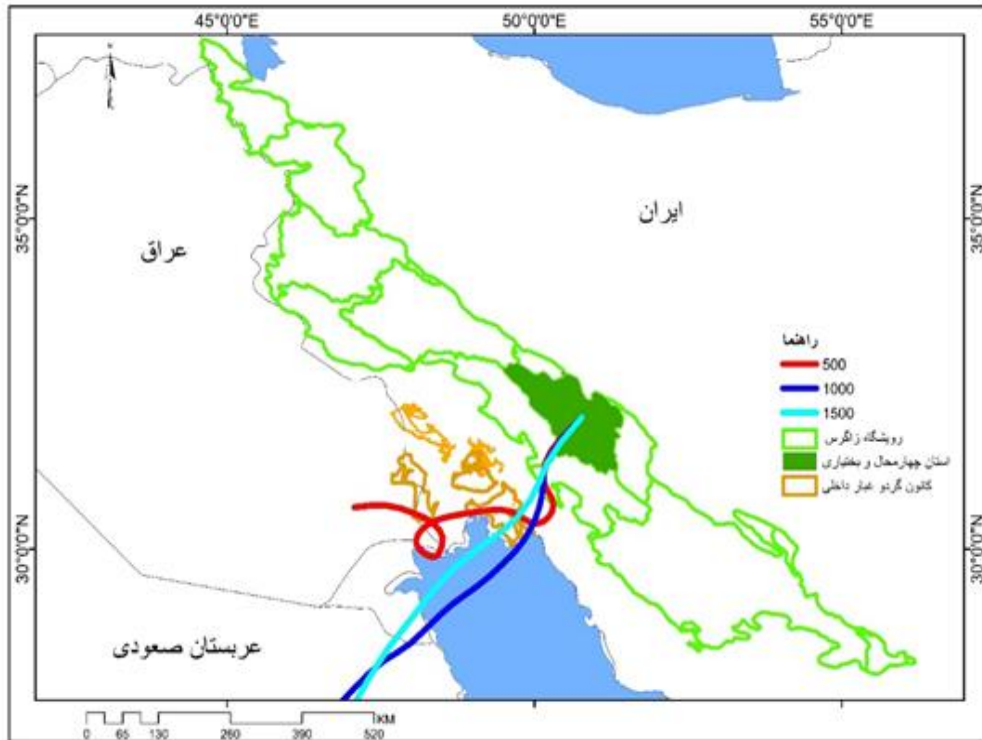 45°0'0"E 50°0'0"E 55°0'0"E
35°0'0"N 35°0'0"N
30°0'0"N 30°0'0"N
ایران
عراق
عربستان صعودی
راهنما
500
1000
1500
رویشگاه زاگرس
استان چهارمحال و بختیاری
کانون گردو غبار داخلی
KM
0 65 130 260 390 520